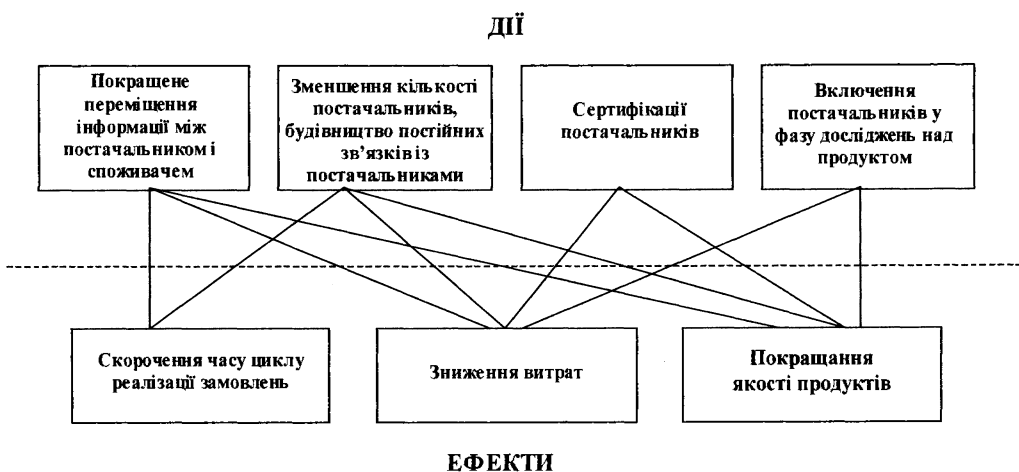 ДІЇ
Покращене
переміщення
інформації між
постачальником і
споживачем
Зменшення кількості
постачальників,
будівництво постійних
зв’язків із
постачальниками
Сертифікації
постачальників
Включення
постачальників у
фазу досліджень над
продуктом
Скорочення часу циклу
реалізації замовлень
Зниження витрат
Покращання
якості продуктів
ЕФЕКТИ